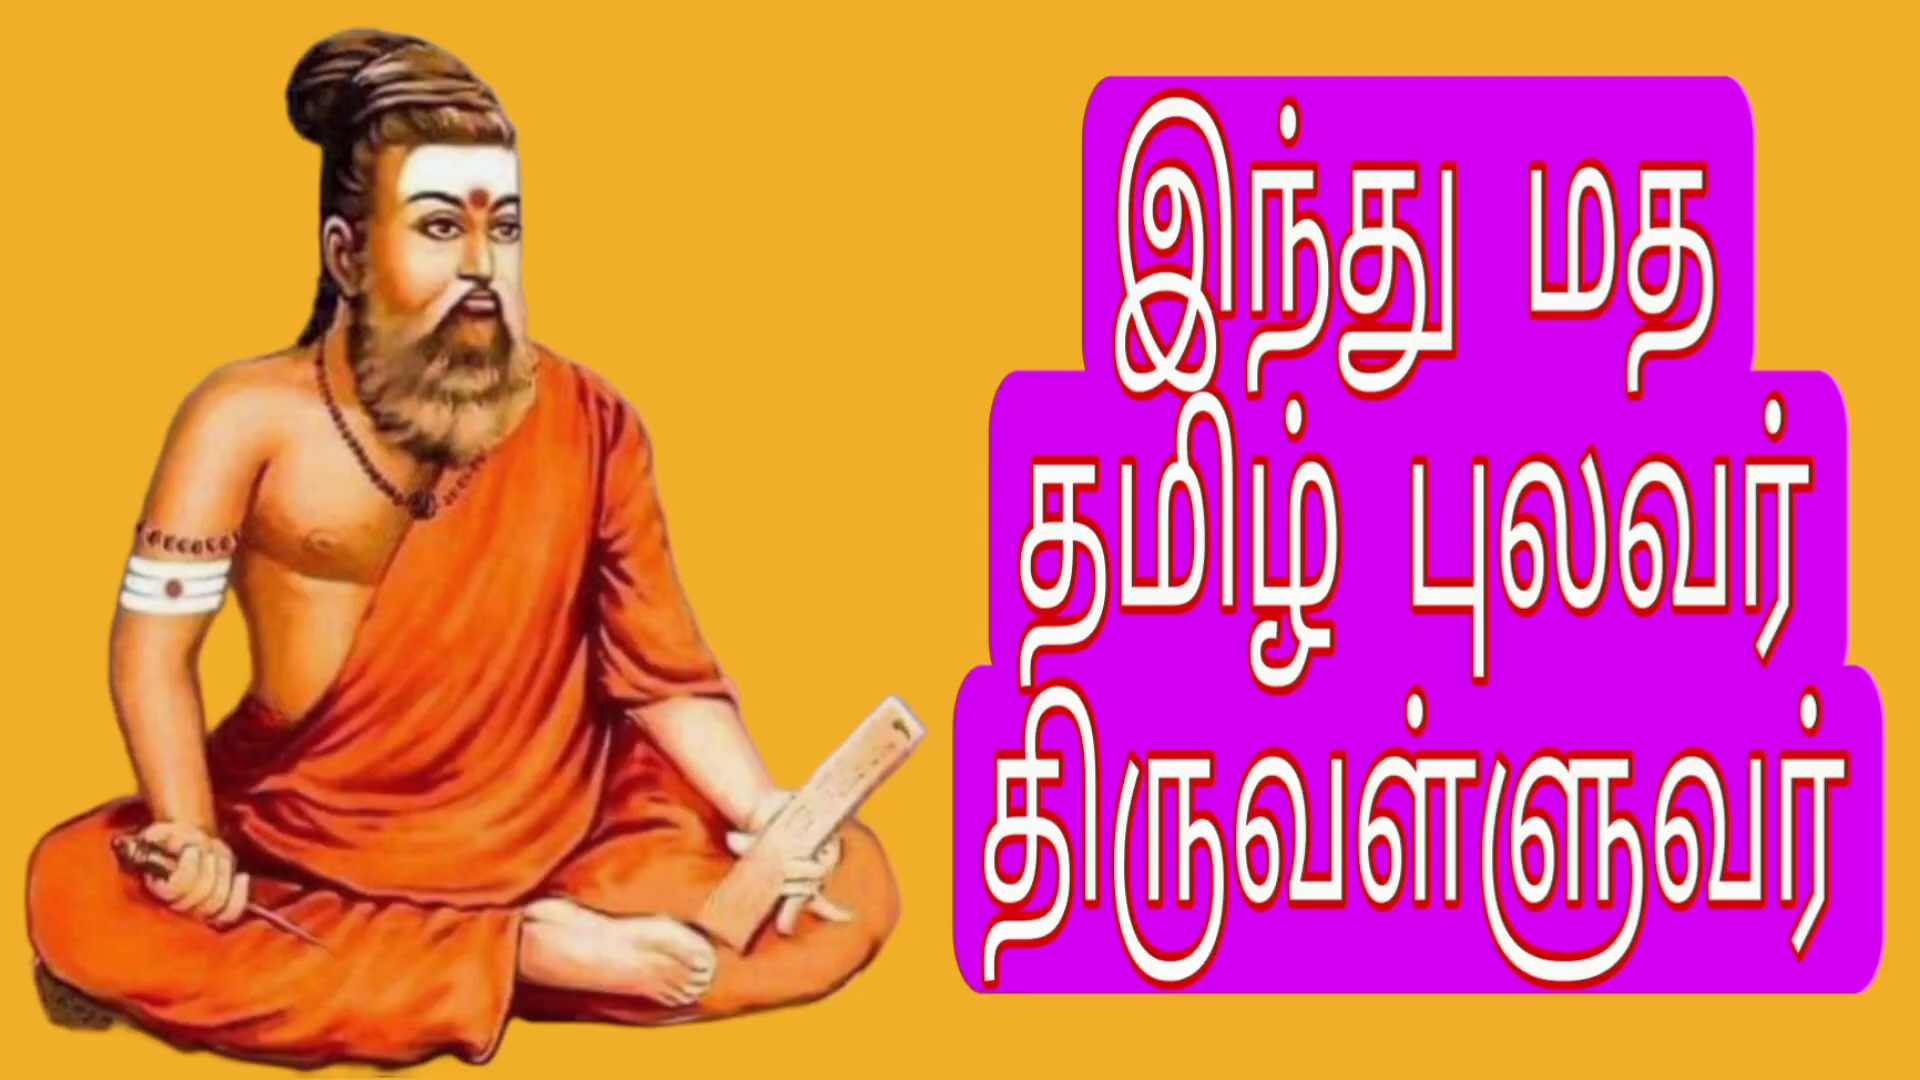 இந்து மத
தமிழ் புலவர்
திருவள்ளுவர்